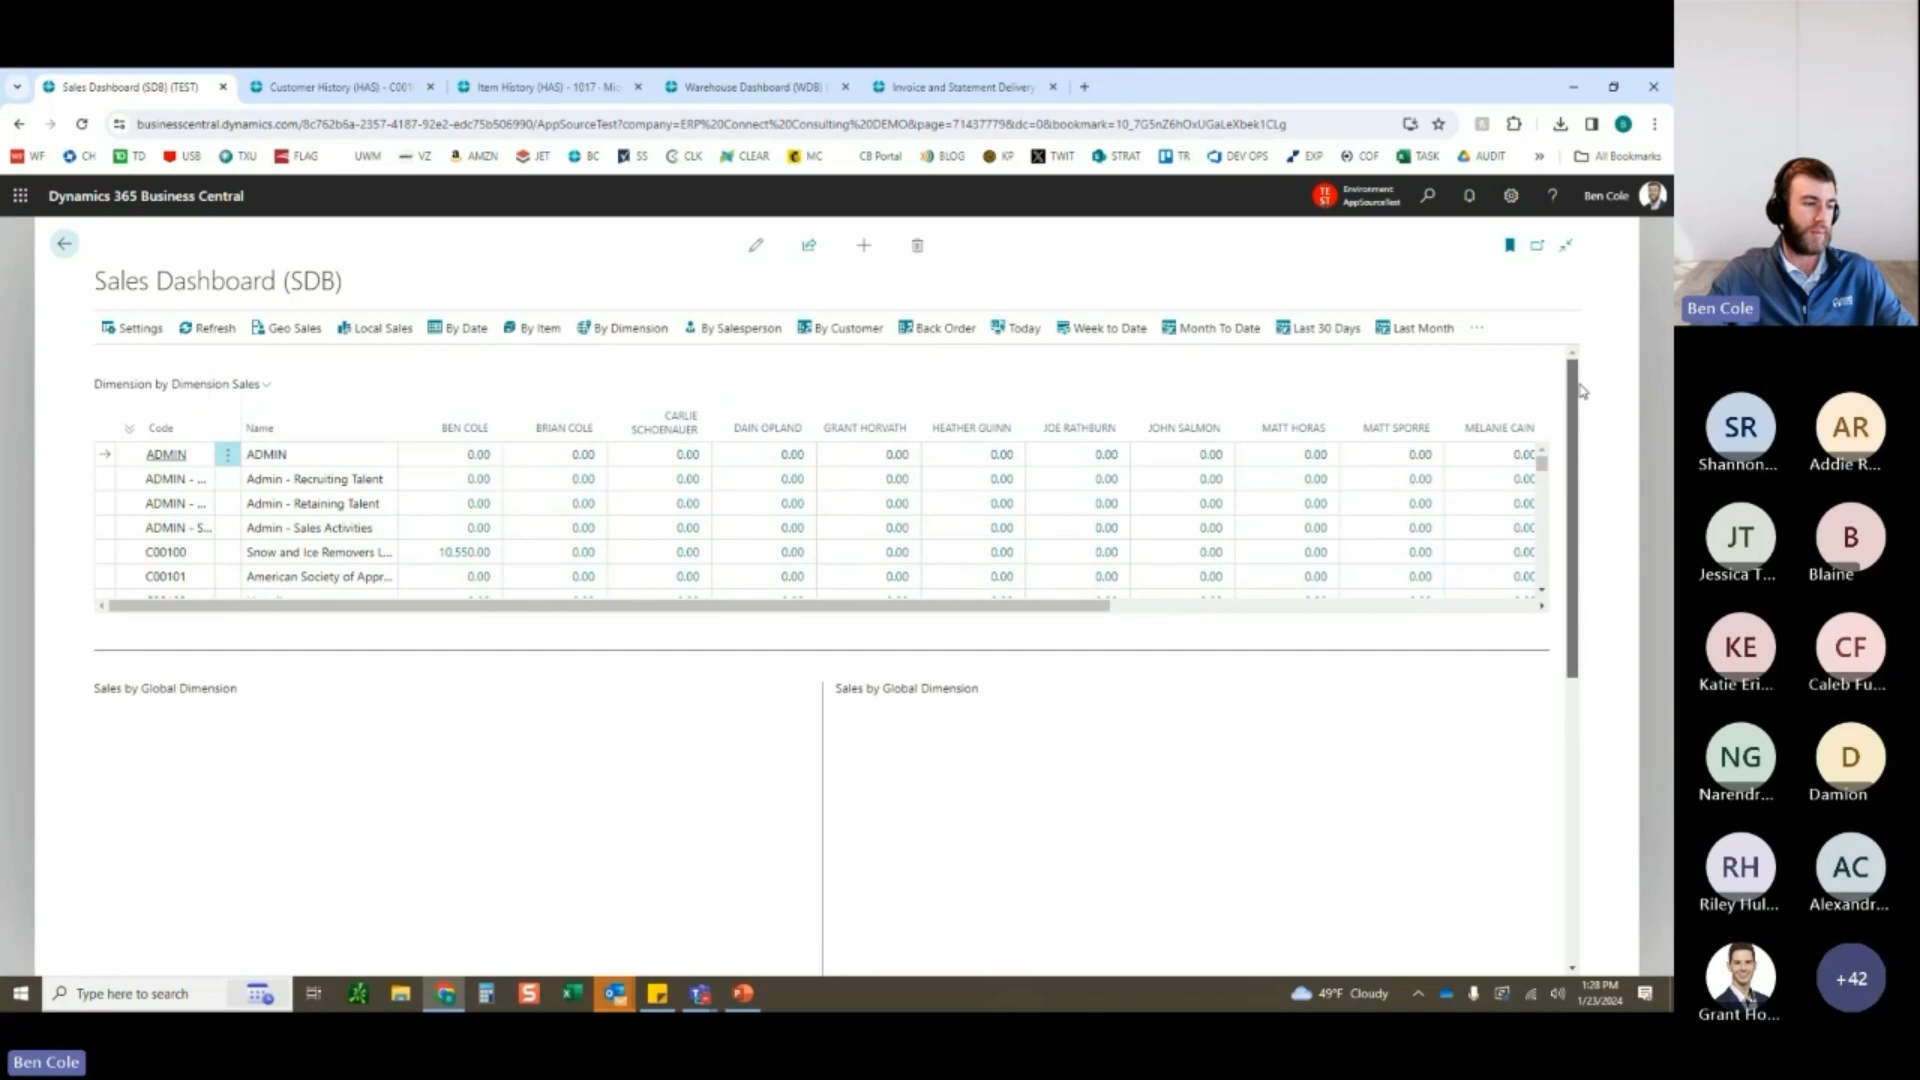 Sales Dashboard (SDB) (TEST)
Customer History (HAS) - C001
Item History (HAS) - 1017 - Mic
Warehouse Dashboard (WDB)
Invoice and Statement Delivery
businesscentral.dynamics.com/8c762b6a-2357-4187-92e2-edc75b506990/AppSourceTest?company=ERP%20Connect%20Consulting%20DEMO&page=71437779&dc=0&bookmark=10_7G5nZ6hOxUGaLeXbek1CLg
WF CH TD USB TXU FLAG UWM VZ AMZN JET BC SS CLK CLEAR MC CB Portal BLOG KP TWIT STRAT TR DEV OPS EXP COF TASK AUDIT » All Bookmarks
Dynamics 365 Business Central
TE ST
Environment:
AppSourceTest
Ben Cole
Sales Dashboard (SDB)
Settings Refresh Geo Sales Local Sales By Date By Item By Dimension By Salesperson By Customer Back Order Today Week to Date Month To Date Last 30 Days Last Month ...
Dimension by Dimension Sales
Code Name BEN COLE BRIAN COLE CARLIE SCHOENAUER DAIN OPLAND GRANT HORVATH HEATHER GUINN JOE RATHBURN JOHN SALMON MATT HORAS MATT SPORRE MELANIE CAIN
ADMIN ADMIN 0.00 0.00 0.00 0.00 0.00 0.00 0.00 0.00 0.00 0.00 0.00
ADMIN - ... Admin - Recruiting Talent 0.00 0.00 0.00 0.00 0.00 0.00 0.00 0.00 0.00 0.00 0.00
ADMIN - ... Admin - Retaining Talent 0.00 0.00 0.00 0.00 0.00 0.00 0.00 0.00 0.00 0.00 0.00
ADMIN - S... Admin - Sales Activities 0.00 0.00 0.00 0.00 0.00 0.00 0.00 0.00 0.00 0.00 0.00
C00100 Snow and Ice Removers L... 10,550.00 0.00 0.00 0.00 0.00 0.00 0.00 0.00 0.00 0.00 0.00
C00101 American Society of Appr... 0.00 0.00 0.00 0.00 0.00 0.00 0.00 0.00 0.00 0.00 0.00
Sales by Global Dimension
Sales by Global Dimension
Type here to search
49°F Cloudy
1:28 PM
1/23/2024
Ben Cole
Ben Cole
SR
Shannon...
AR
Addie R...
JT
Jessica T...
B
Blaine
KE
Katie Eri...
CF
Caleb Fu...
NG
Narendr...
D
Damion
RH
Riley Hul...
AC
Alexandr...
Grant Ho...
+42